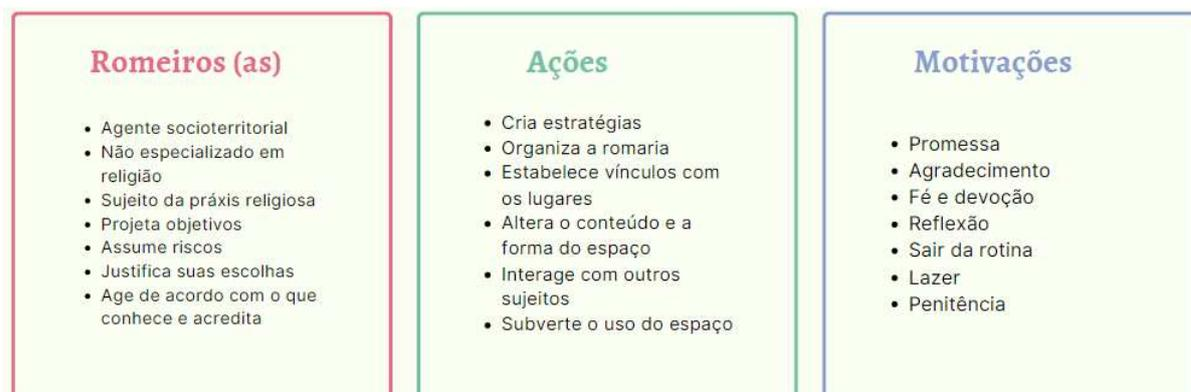 Romeiros (as)
• Agente socioterritorial
• Não especializado em
religião
• Sujeito da práxis religiosa
• Projeta objetivos
• Assume riscos
• Justifica suas escolhas
• Age de acordo com o que
conhece e acredita
Ações
• Cria estratégias
• Organiza a romaria
• Estabelece vínculos com
os lugares
• Altera o conteúdo e a
forma do espaço
• Interage com outros
sujeitos
• Subverte o uso do espaço
Motivações
• Promessa
• Agradecimento
• Fé e devoção
• Reflexão
• Sair da rotina
• Lazer
• Penitência